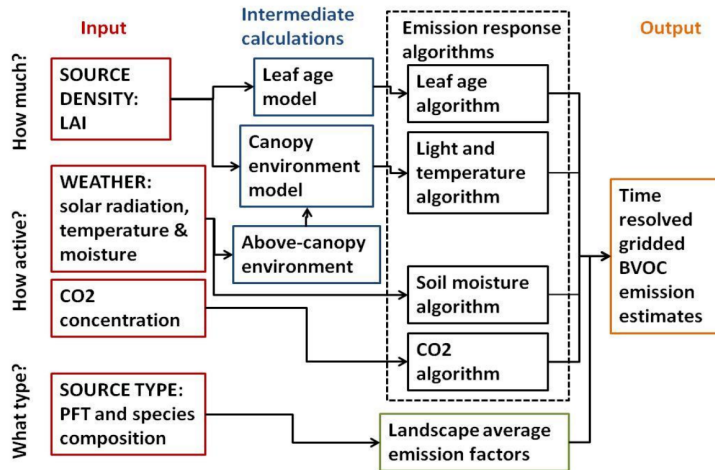 Input
Intermediate
calculations
Emission response
algorithms
Output
How much?
SOURCE
DENSITY:
LAI
Leaf age
model
Leaf age
algorithm
Canopy
environment
model
Light and
temperature
algorithm
How active?
WEATHER:
solar radiation,
temperature &
moisture
Above-canopy
environment
Soil moisture
algorithm
Time
resolved
gridded
BVOC
emission
estimates
CO2
concentration
CO2
algorithm
What type?
SOURCE TYPE:
PFT and species
composition
Landscape average
emission factors